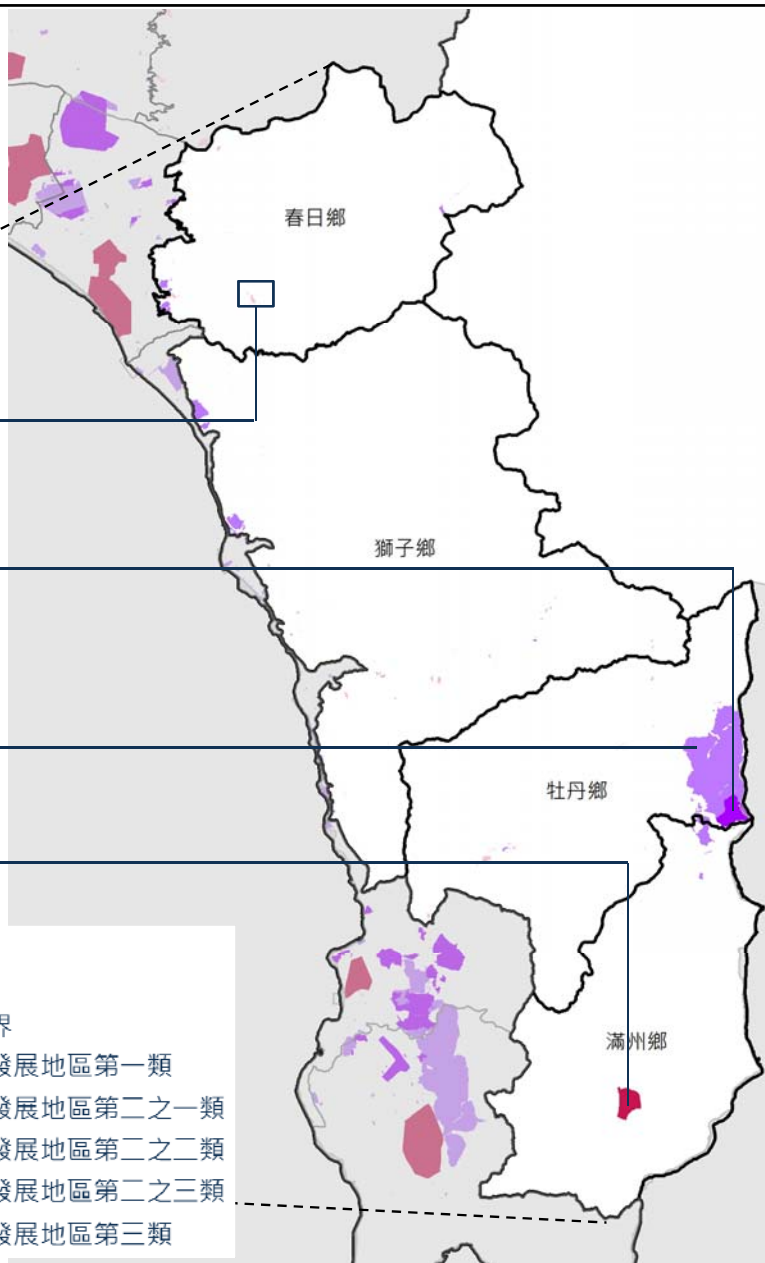 春日鄉
獅子鄉
牡丹鄉
滿州鄉
界
發展地區第一類
發展地區第二之一類
發展地區第二之二類
發展地區第二之三類
發展地區第三類